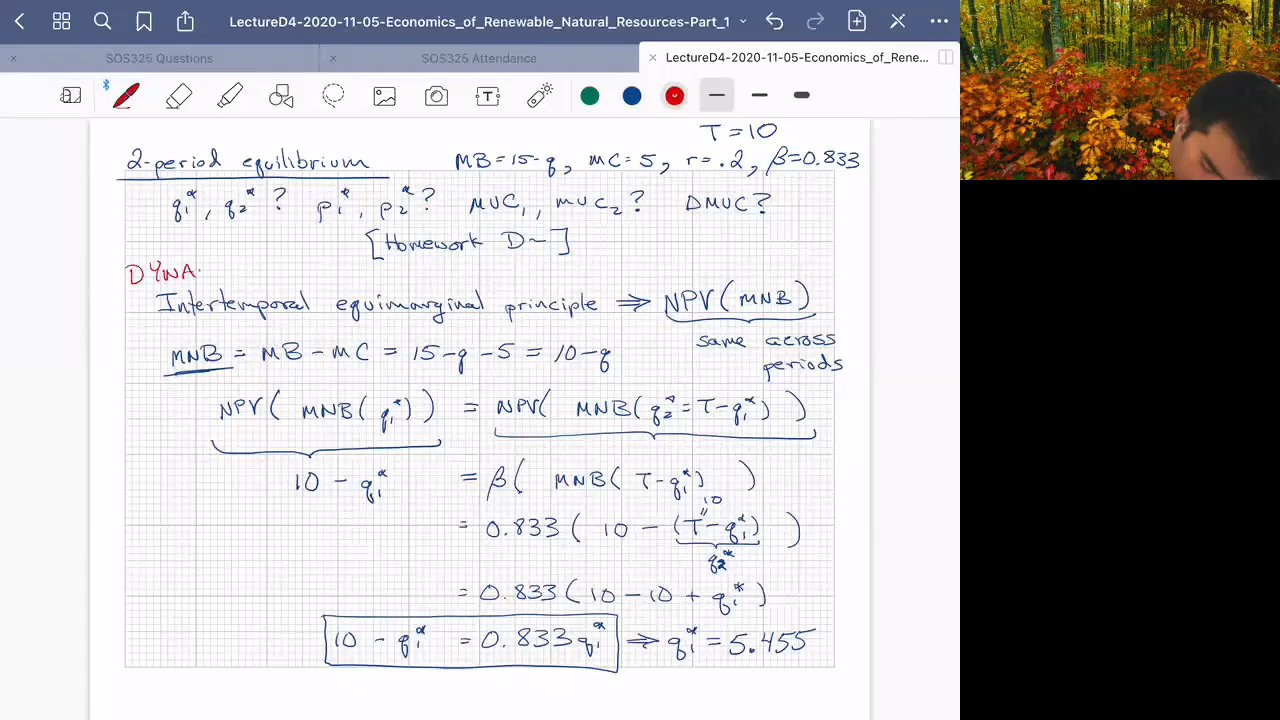 LectureD4-2020-11-05-Economics_of_Renewable_Natural_Resources-Part_1
SOS325 Questions
SOS325 Attendance
LectureD4-2020-11-05-Economics_of_Rene...
T = 10
2-period equilibrium MB = 15-q, MC = 5, r = .2, β = 0.833
q₁*, q₂* ? p₁*, p₂* ? MUC₁, MUC₂ ? ΔMUC ?
[Homework D~]
DYNA
Intertemporal equimarginal principle ⇒ NPV(MNB)
same across
periods
MNB = MB - MC = 15-q - 5 = 10-q
NPV( MNB(q₁*) ) = NPV( MNB(q₂* = T-q₁*) )
10 - q₁* = β( MNB( T-q₁*) )
10
= 0.833 ( 10 - (T - q₁*) )
q₂*
= 0.833 (10 - 10 + q₁*)
10 - q₁* = 0.833 q₁* ⇒ q₁* = 5.455